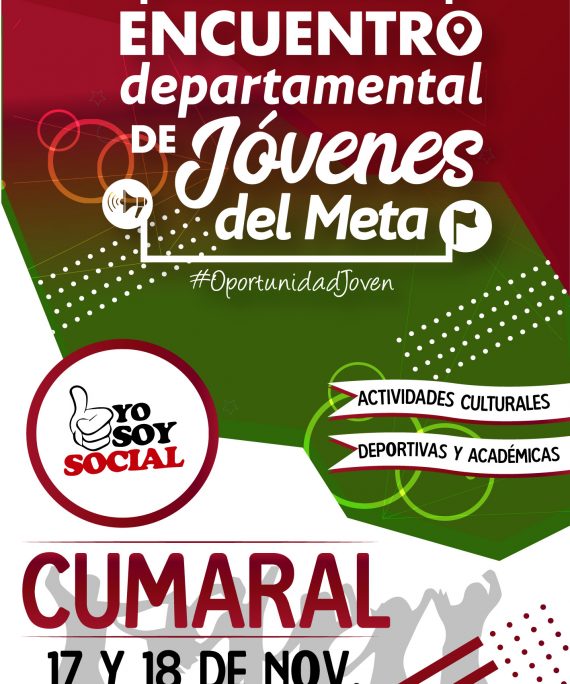 ENCUENTRO
departamental
DE Jóvenes
del Meta
#OportunidadJoven
YO
SOY
SOCIAL
ACTIVIDADES CULTURALES
DEPORTIVAS Y ACADÉMICAS
CUMARAL
17 Y 18 DE NOV.